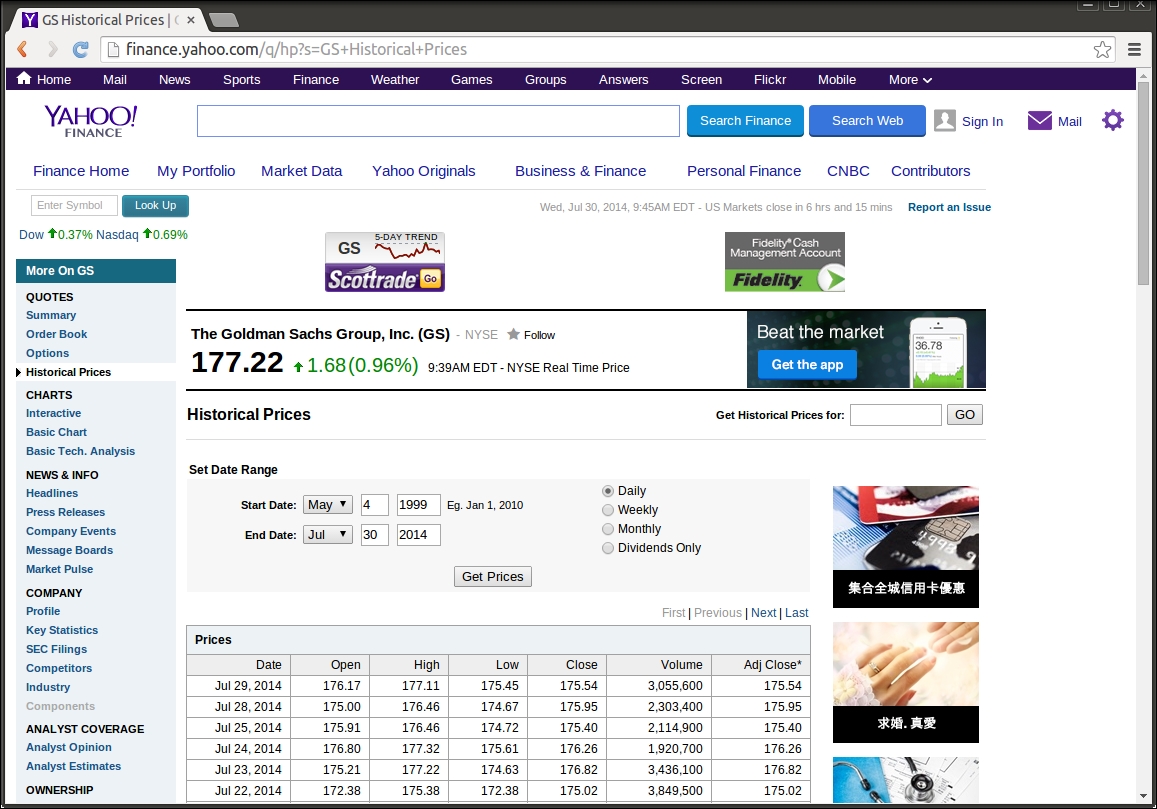 GS Historical Prices | G
finance.yahoo.com/q/hp?s=GS+Historical+Prices
Home Mail News Sports Finance Weather Games Groups Answers Screen Flickr Mobile More
YAHOO!
FINANCE
Search Finance
Search Web
Sign In
Mail
Finance Home My Portfolio Market Data Yahoo Originals Business & Finance Personal Finance CNBC Contributors
Enter Symbol Look Up
Wed, Jul 30, 2014, 9:45AM EDT - US Markets close in 6 hrs and 15 mins Report an Issue
Dow 0.37% Nasdaq 0.69%
GS
5-DAY TREND
Scottrade Go
Fidelity® Cash
Management Account
Fidelity
More On GS
QUOTES
Summary
Order Book
Options
Historical Prices
CHARTS
Interactive
Basic Chart
Basic Tech. Analysis
NEWS & INFO
Headlines
Press Releases
Company Events
Message Boards
Market Pulse
COMPANY
Profile
Key Statistics
SEC Filings
Competitors
Industry
Components
ANALYST COVERAGE
Analyst Opinion
Analyst Estimates
OWNERSHIP
The Goldman Sachs Group, Inc. (GS) - NYSE Follow
177.22 1.68(0.96%) 9:39AM EDT - NYSE Real Time Price
Beat the market
Get the app
36.78
Historical Prices
Get Historical Prices for: GO
Set Date Range
Start Date: May 4 1999 Eg. Jan 1, 2010
End Date: Jul 30 2014
Daily
Weekly
Monthly
Dividends Only
Get Prices
First | Previous | Next | Last
Prices
Date Open High Low Close Volume Adj Close*
Jul 29, 2014 176.17 177.11 175.45 175.54 3,055,600 175.54
Jul 28, 2014 175.00 176.46 174.67 175.95 2,303,400 175.95
Jul 25, 2014 175.91 176.46 174.72 175.40 2,114,900 175.40
Jul 24, 2014 176.80 177.32 175.61 176.26 1,920,700 176.26
Jul 23, 2014 175.21 177.22 174.63 176.82 3,436,100 176.82
Jul 22, 2014 172.38 175.38 172.38 175.02 3,849,500 175.02
集合全城信用卡優惠
求婚. 真愛